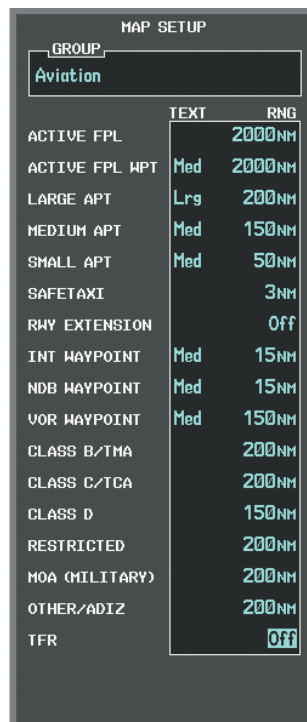 MAP SETUP
GROUP
Aviation
TEXT RNG
ACTIVE FPL 2000NM
ACTIVE FPL WPT Med 2000NM
LARGE APT Lrg 200NM
MEDIUM APT Med 150NM
SMALL APT Med 50NM
SAFETAXI 3NM
RWY EXTENSION Off
INT WAYPOINT Med 15NM
NDB WAYPOINT Med 15NM
VOR WAYPOINT Med 150NM
CLASS B/TMA 200NM
CLASS C/TCA 200NM
CLASS D 150NM
RESTRICTED 200NM
MOA (MILITARY) 200NM
OTHER/ADIZ 200NM
TFR Off